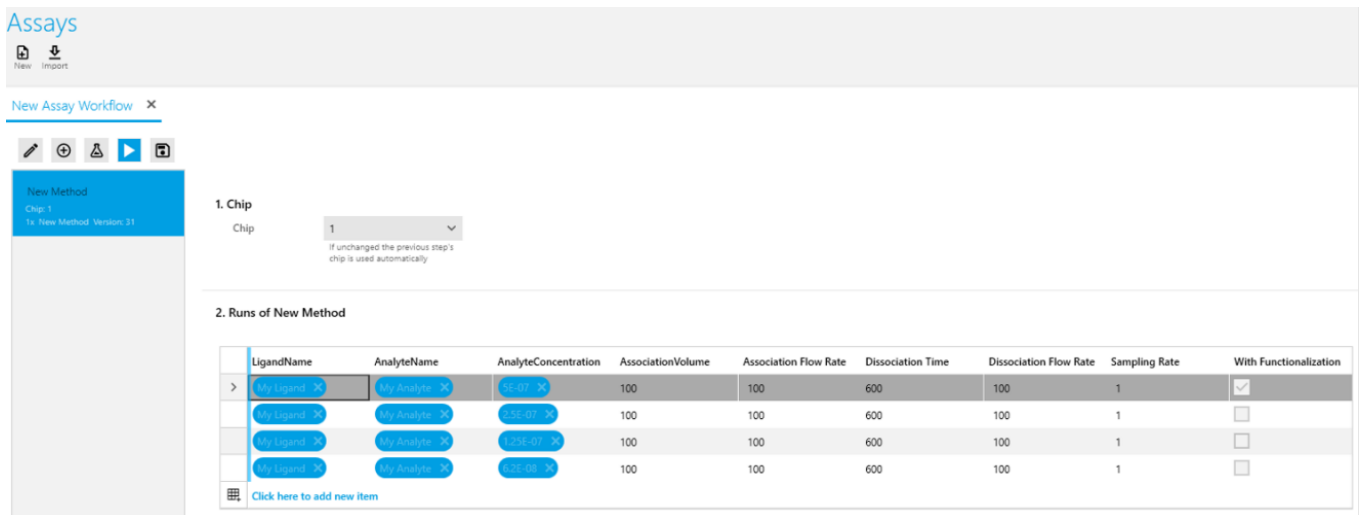 Assays
New Import
New Assay Workflow
New Method
Chip: 1
1x New Method Version: 31
1. Chip
Chip 1
If unchanged the previous step's
chip is used automatically
2. Runs of New Method
LigandName AnalyteName AnalyteConcentration AssociationVolume Association Flow Rate Dissociation Time Dissociation Flow Rate Sampling Rate With Functionalization
My Ligand My Analyte 5E-07 100 100 600 100 1
My Ligand My Analyte 2.5E-07 100 100 600 100 1
My Ligand My Analyte 1.25E-07 100 100 600 100 1
My Ligand My Analyte 6.2E-08 100 100 600 100 1
Click here to add new item